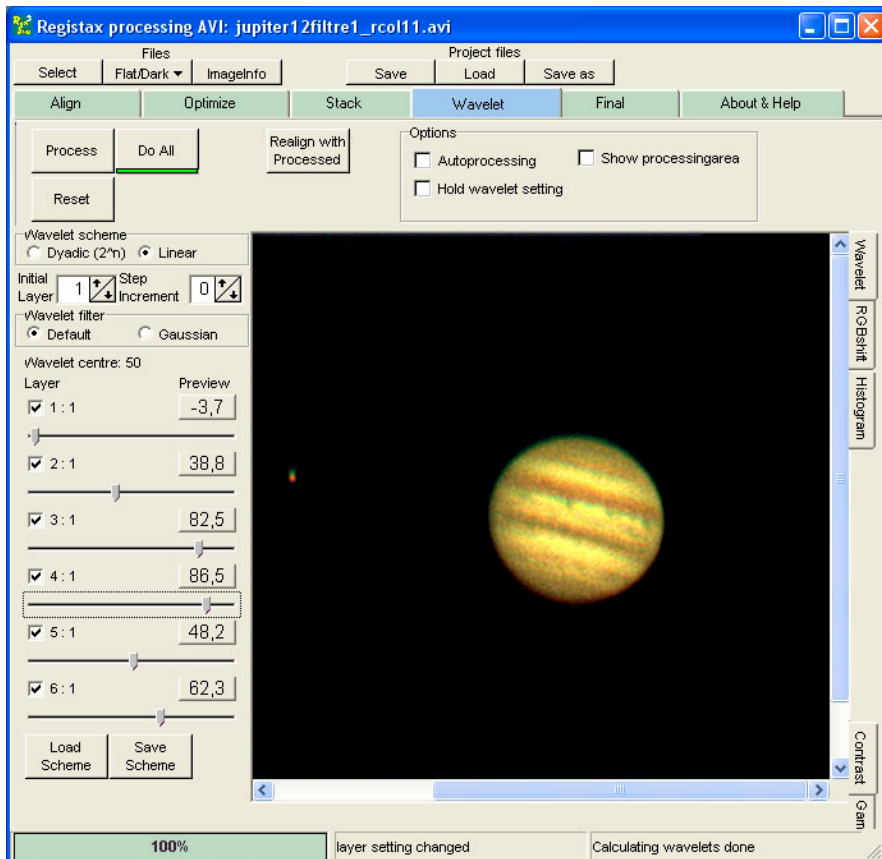 Registax processing AVI: jupiter12filtre1_rcol11.avi
Files
Project files
Select Flat/Dark ImageInfo Save Load Save as
Align Optimize Stack Wavelet Final About & Help
Process Do All
Realign with
Processed
Reset
Options
Autoprocessing Show processingarea
Hold wavelet setting
Wavelet scheme
Dyadic (2^n) Linear
Initial
Layer 1
Step
Increment 0
Wavelet filter
Default Gaussian
Wavelet centre: 50
Layer Preview
1 : 1 -3,7
2 : 1 38,8
3 : 1 82,5
4 : 1 86,5
5 : 1 48,2
6 : 1 62,3
Load
Scheme
Save
Scheme
Wavelet
RGBshift
Histogram
Contrast
Gam
100% layer setting changed Calculating wavelets done